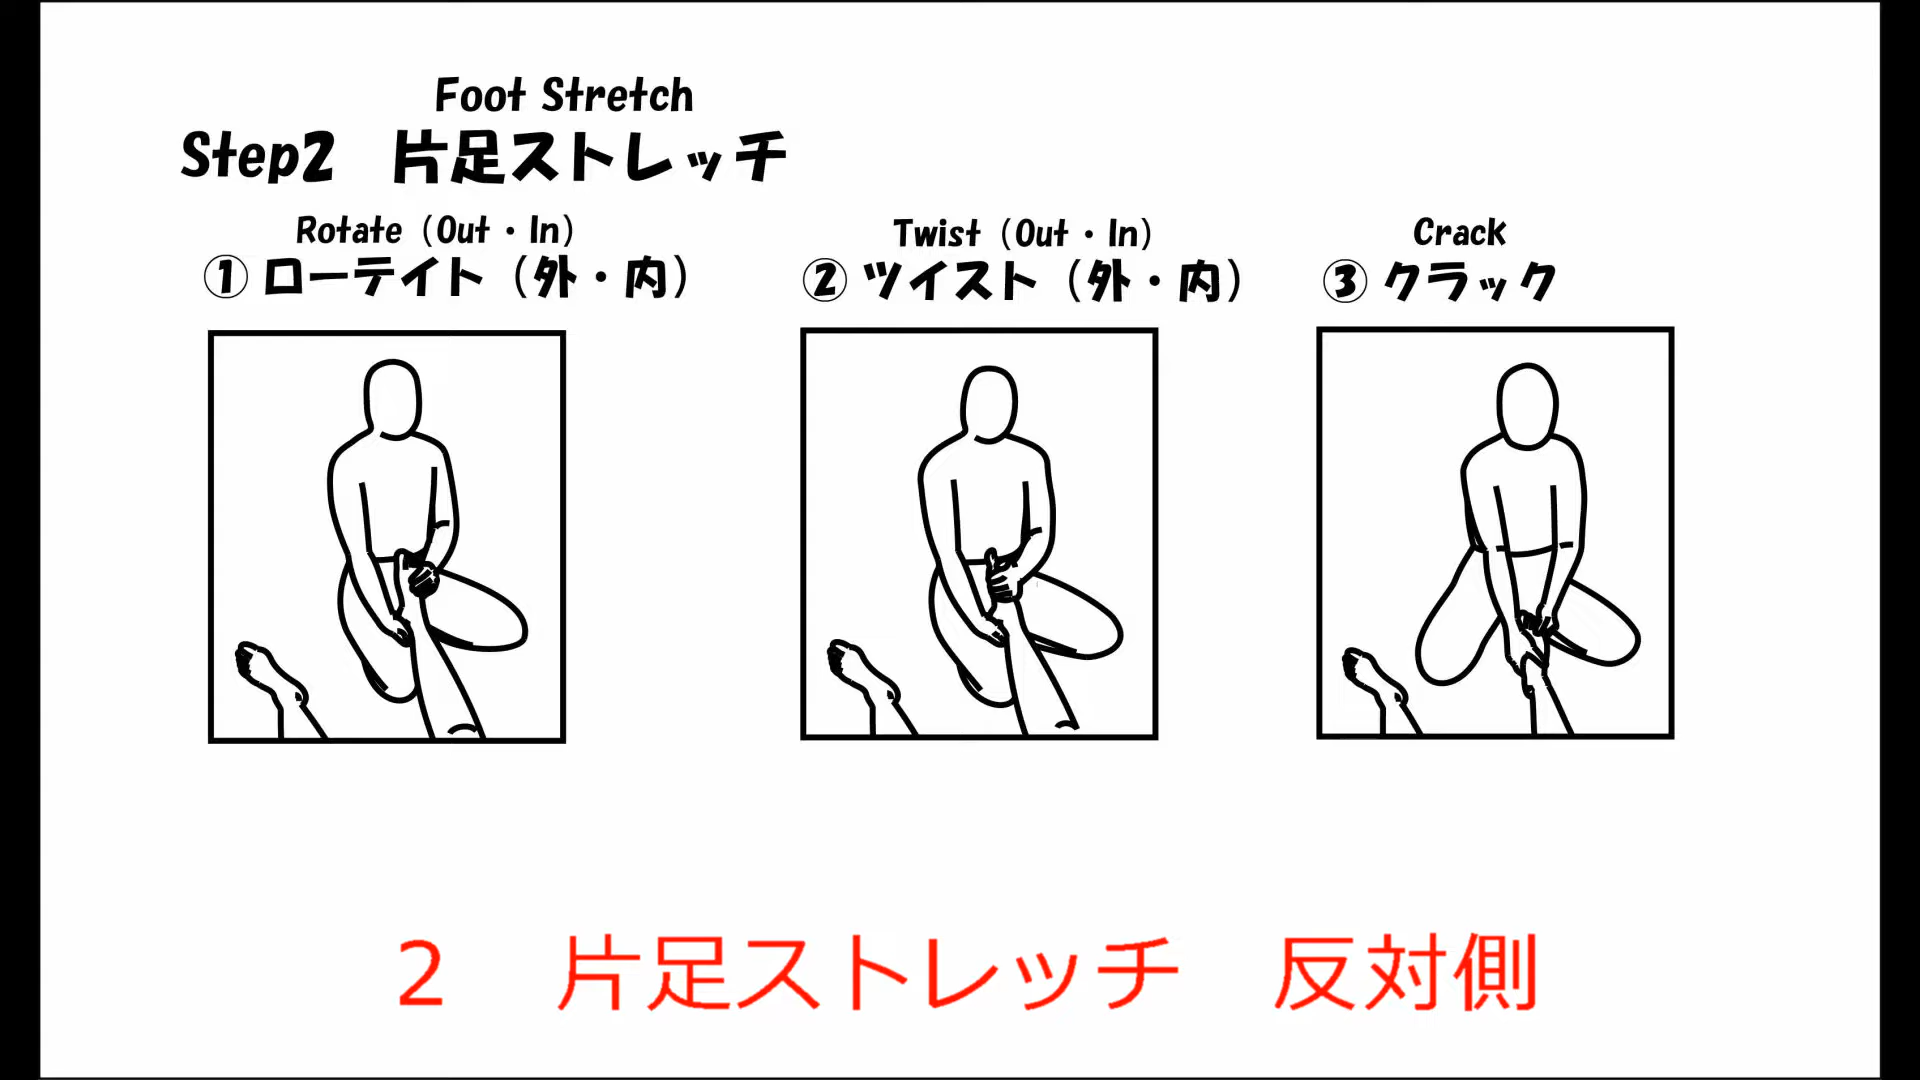 Foot Stretch
Step2 片足ストレッチ
Rotate（Out・In）
① ローテイト（外・内）
Twist（Out・In）
② ツイスト（外・内）
Crack
③ クラック
2 片足ストレッチ 反対側